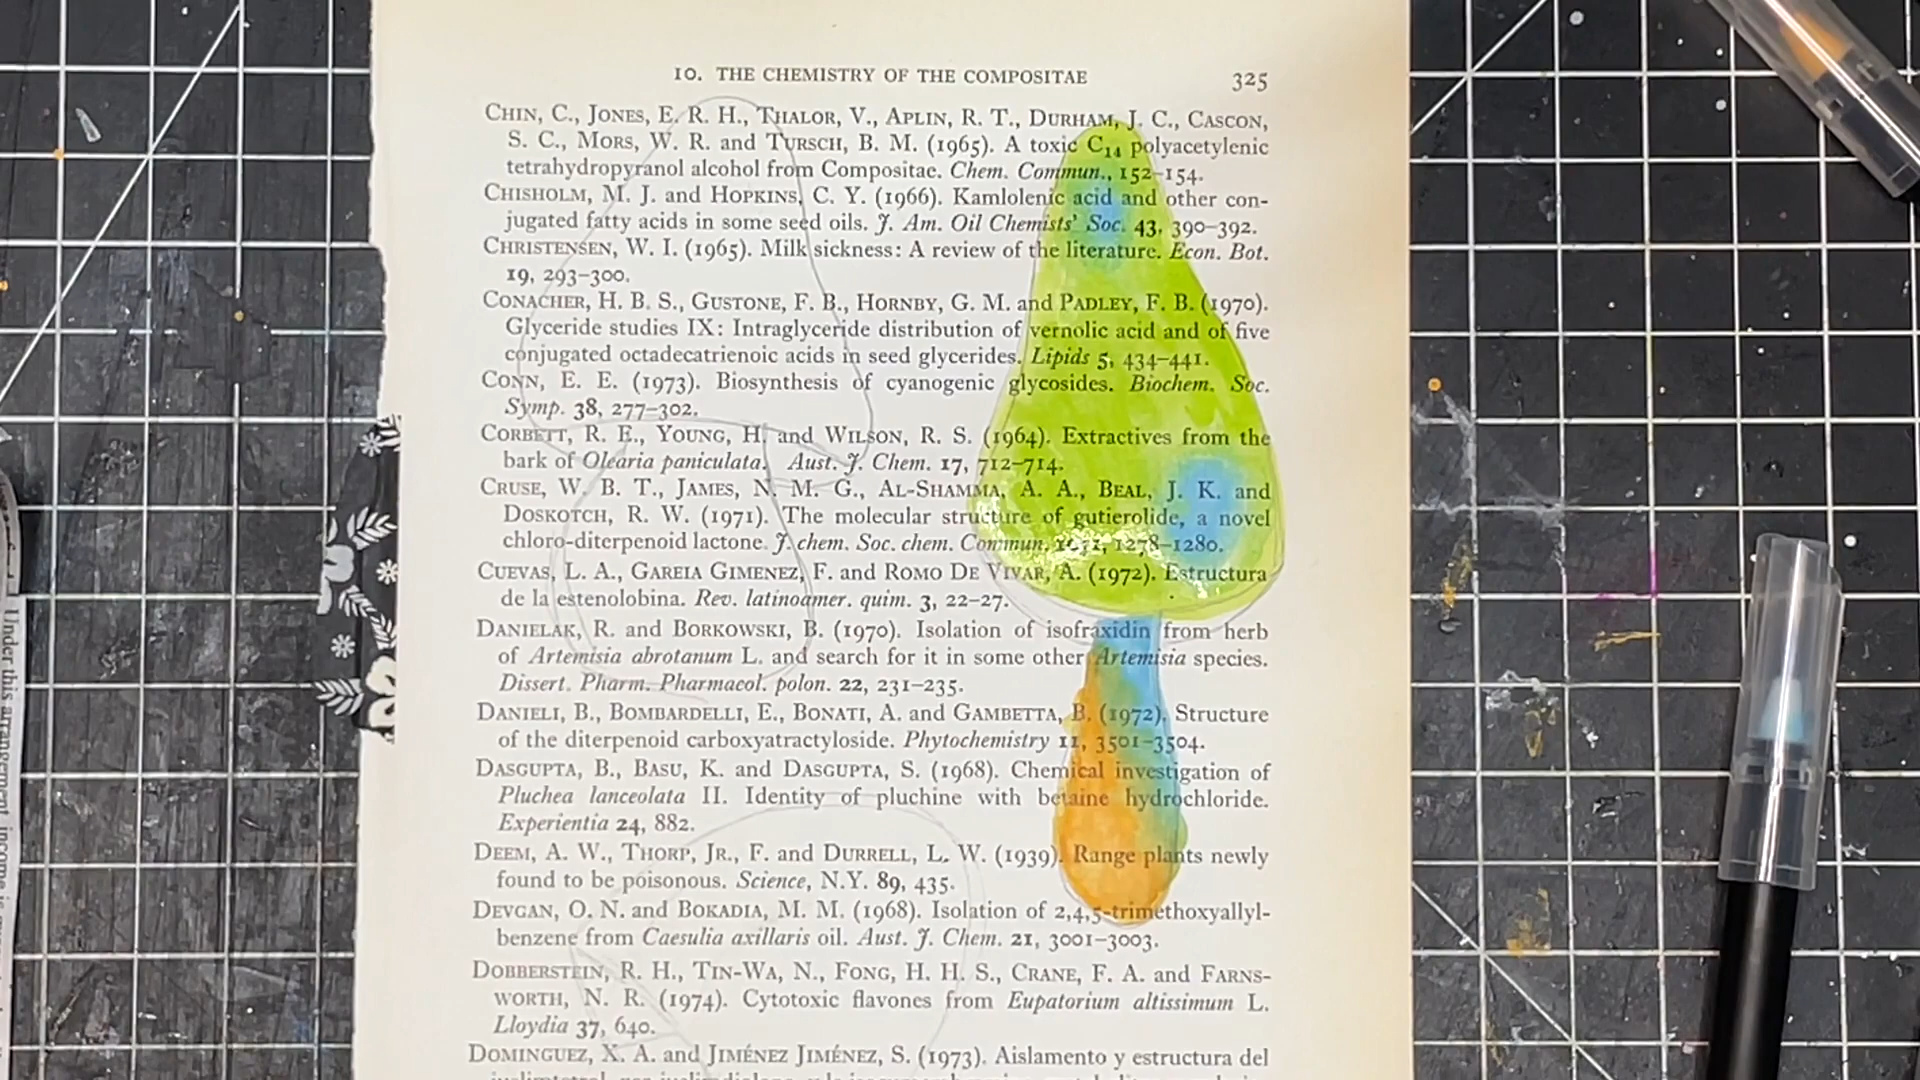 10. THE CHEMISTRY OF THE COMPOSITAE 325
CHIN, C., JONES, E. R. H., THALOR, V., APLIN, R. T., DURHAM, J. C., CASCON,
S. C., MORS, W. R. and TURSCH, B. M. (1965). A toxic C14 polyacetylenic
tetrahydropyranol alcohol from Compositae. Chem. Commun., 152–154.
CHISHOLM, M. J. and HOPKINS, C. Y. (1966). Kamlolenic acid and other con-
jugated fatty acids in some seed oils. J. Am. Oil Chemists' Soc. 43, 390–392.
CHRISTENSEN, W. I. (1965). Milk sickness: A review of the literature. Econ. Bot.
19, 293–300.
CONACHER, H. B. S., GUSTONE, F. B., HORNBY, G. M. and PADLEY, F. B. (1970).
Glyceride studies IX: Intraglyceride distribution of vernolic acid and of five
conjugated octadecatrienoic acids in seed glycerides. Lipids 5, 434–441.
CONN, E. E. (1973). Biosynthesis of cyanogenic glycosides. Biochem. Soc.
Symp. 38, 277–302.
CORBETT, R. E., YOUNG, H. and WILSON, R. S. (1964). Extractives from the
bark of Olearia paniculata. Aust. J. Chem. 17, 712–714.
CRUSE, W. B. T., JAMES, N. M. G., AL-SHAMMA, A. A., BEAL, J. K. and
DOSKOTCH, R. W. (1971). The molecular structure of gutierolide, a novel
chloro-diterpenoid lactone. J. chem. Soc. chem. Commun. 1278–1280.
CUEVAS, L. A., GAREIA GIMENEZ, F. and ROMO DE VIVAR, A. (1972). Estructura
de la estenolobina. Rev. latinoamer. quim. 3, 22–27.
DANIELAK, R. and BORKOWSKI, B. (1970). Isolation of isofraxidin from herb
of Artemisia abrotanum L. and search for it in some other Artemisia species.
Dissert. Pharm. Pharmacol. polon. 22, 231–235.
DANIELI, B., BOMBARDELLI, E., BONATI, A. and GAMBETTA, B. (1972). Structure
of the diterpenoid carboxyatractyloside. Phytochemistry 11, 3501–3504.
DASGUPTA, B., BASU, K. and DASGUPTA, S. (1968). Chemical investigation of
Pluchea lanceolata II. Identity of pluchine with betaine hydrochloride.
Experientia 24, 882.
DEEM, A. W., THORP, JR., F. and DURRELL, L. W. (1939). Range plants newly
found to be poisonous. Science, N.Y. 89, 435.
DEVGAN, O. N. and BOKADIA, M. M. (1968). Isolation of 2,4,5-trimethoxyallyl-
benzene from Caesulia axillaris oil. Aust. J. Chem. 21, 3001–3003.
DOBBERSTEIN, R. H., TIN-WA, N., FONG, H. H. S., CRANE, F. A. and FARNS-
WORTH, N. R. (1974). Cytotoxic flavones from Eupatorium altissimum L.
Lloydia 37, 640.
DOMINGUEZ, X. A. and JIMÉNEZ JIMÉNEZ, S. (1973). Aislamento y estructura del
Under this arrangement, income is